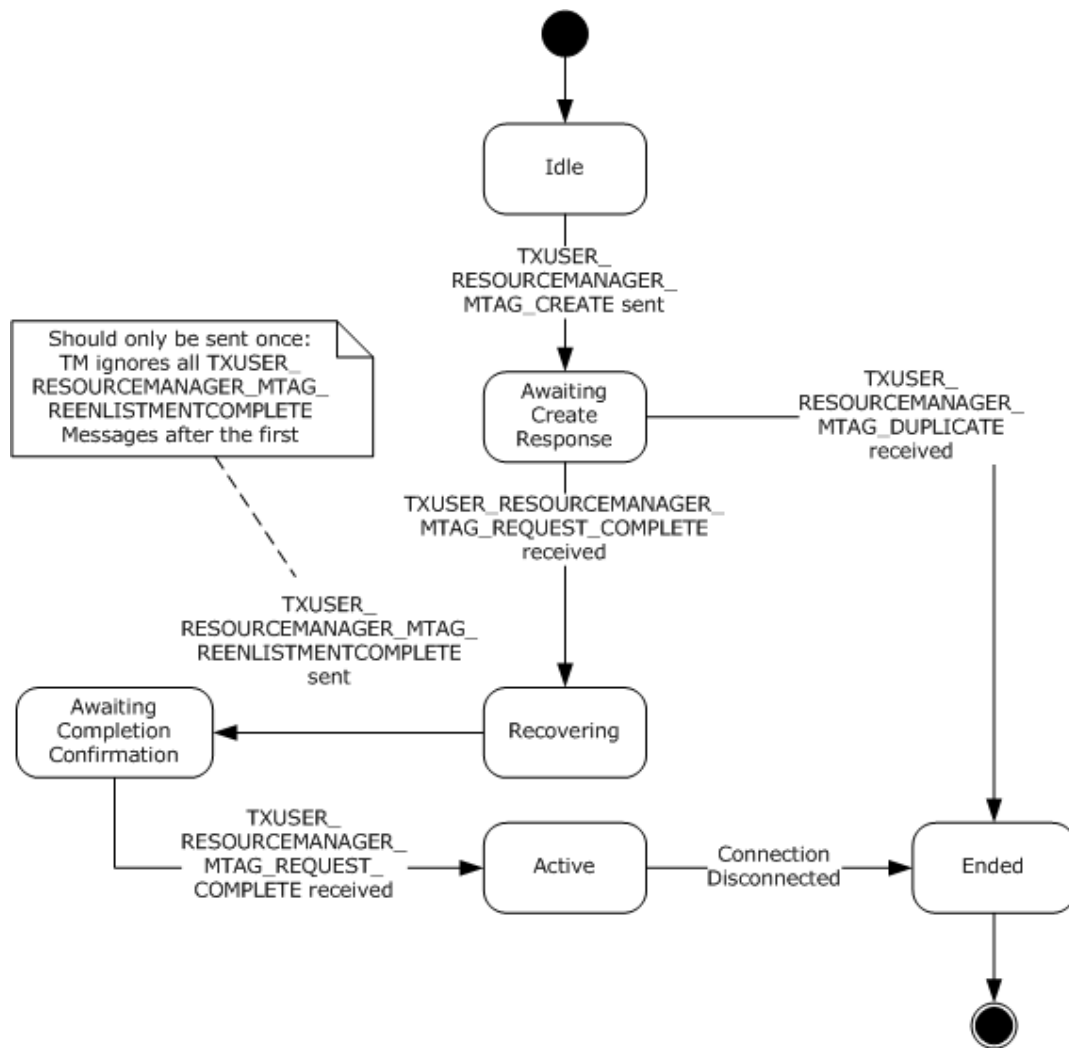 Idle
TXUSER_
RESOURCEMANAGER_
MTAG_CREATE sent
Should only be sent once:
TM ignores all TXUSER_
RESOURCEMANAGER_MTAG_
REENLISTMENTCOMPLETE
Messages after the first
Awaiting
Create
Response
TXUSER_
RESOURCEMANAGER_
MTAG_DUPLICATE
received
TXUSER_RESOURCEMANAGER_
MTAG_REQUEST_COMPLETE
received
TXUSER_
RESOURCEMANAGER_MTAG_
REENLISTMENTCOMPLETE
sent
Awaiting
Completion
Confirmation
Recovering
TXUSER_
RESOURCEMANAGER_
MTAG_REQUEST_
COMPLETE received
Active
Connection
Disconnected
Ended